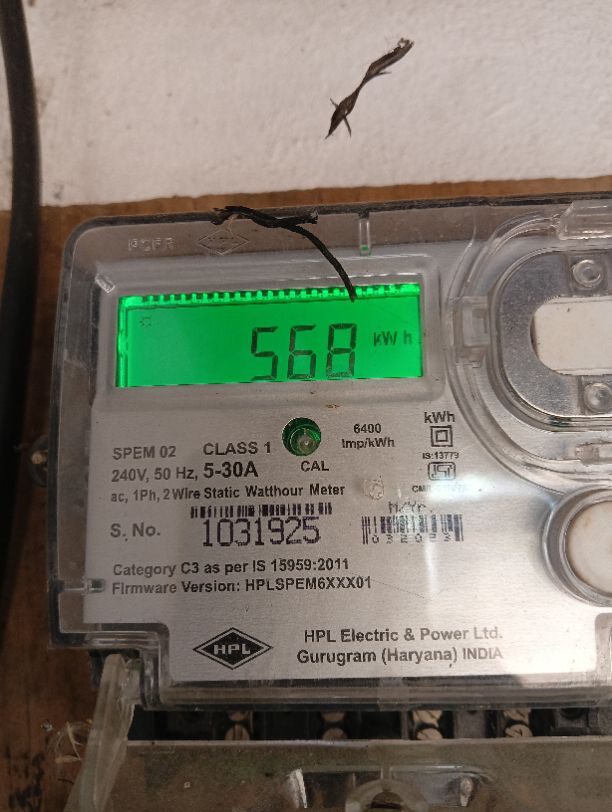 568 kWh
kWh
6400
Imp/kWh
SPEM 02 CLASS 1
240V, 50 Hz, 5-30A
CAL
IS:13779
ac, 1Ph, 2 Wire Static Watthour Meter
M/Yr.
S. No. 1031925
Category C3 as per IS 15959:2011
Firmware Version: HPLSPEM6XXX01
HPL
HPL Electric & Power Ltd.
Gurugram (Haryana) INDIA